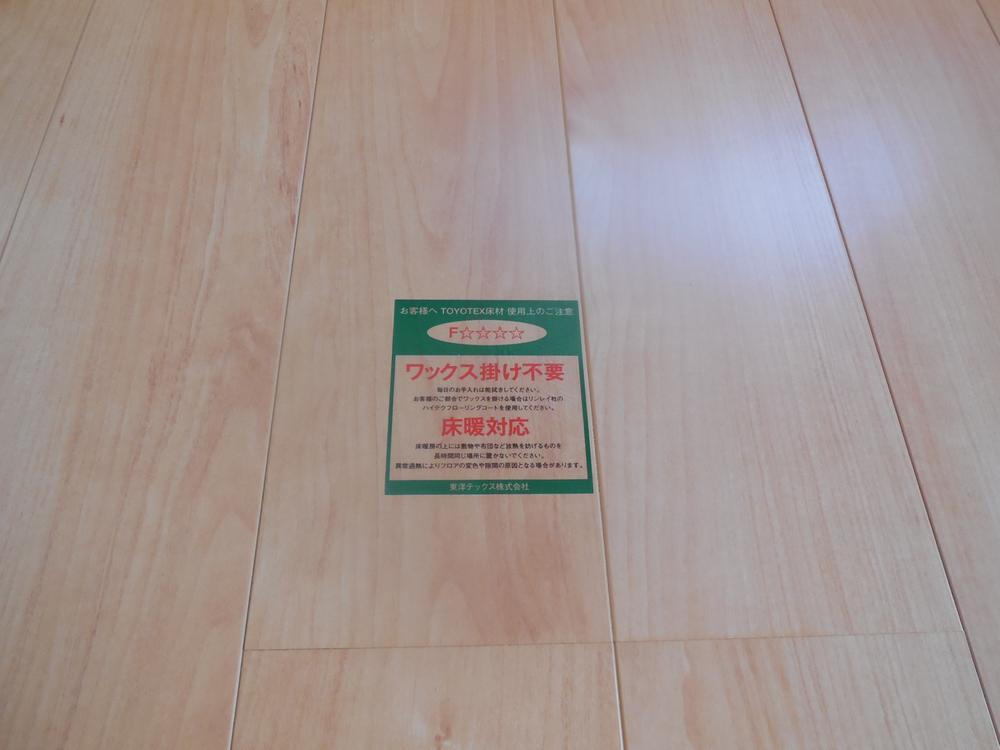 お客様へ TOYOTEX床材 使用上のご注意
F☆☆☆☆
ワックス掛け不要
毎日のお手入れは乾拭きしてください。
お客様のご都合でワックスを掛ける場合はリンレイ社の
ハイテクフローリングコートを使用してください。
床暖対応
床暖房の上には敷物や布団など放熱を妨げるものを
長時間同じ場所に置かないでください。
異常過熱によりフロアの変色や隙間の原因となる場合があります。
東洋テックス株式会社